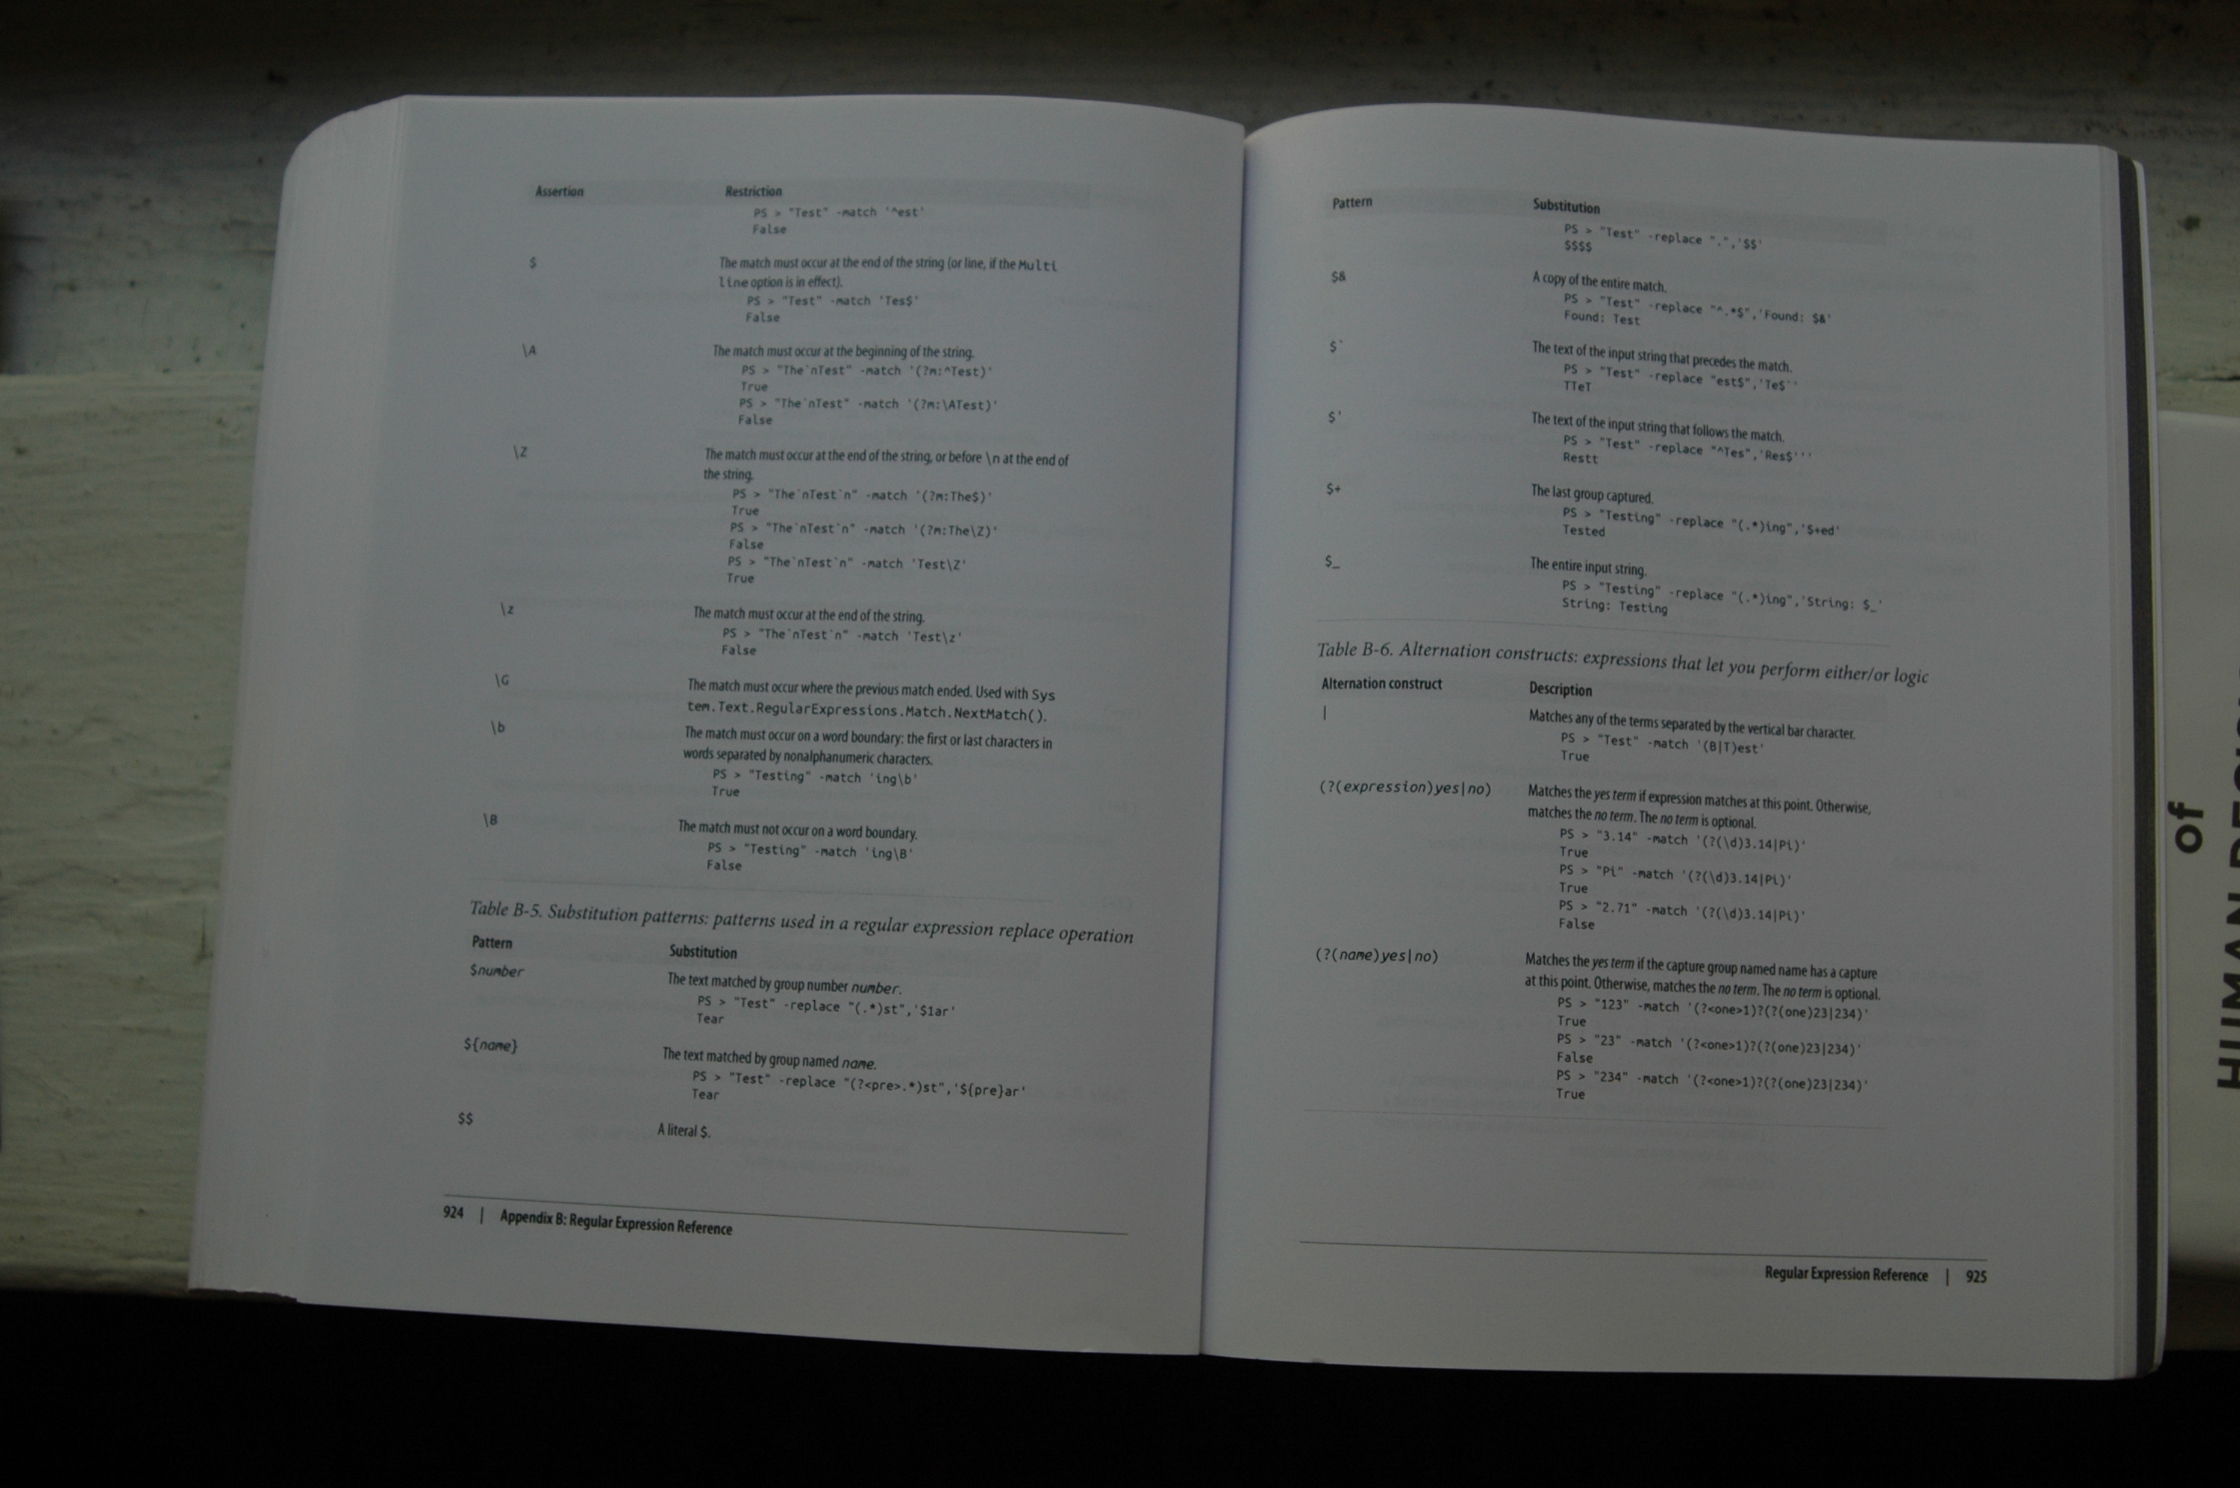 Assertion Restriction
PS > "Test" -match '^est'
False
$ The match must occur at the end of the string (or line, if the Multi
line option is in effect).
PS > "Test" -match 'Tes$'
False
\A The match must occur at the beginning of the string.
PS > "The`nTest" -match '(?m:^Test)'
True
PS > "The`nTest" -match '(?m:\ATest)'
False
\Z The match must occur at the end of the string, or before \n at the end of
the string.
PS > "The`nTest`n" -match '(?m:The$)'
True
PS > "The`nTest`n" -match '(?m:The\Z)'
False
PS > "The`nTest`n" -match 'Test\Z'
True
\z The match must occur at the end of the string.
PS > "The`nTest`n" -match 'Test\z'
False
\G The match must occur where the previous match ended. Used with Sys
tem.Text.RegularExpressions.Match.NextMatch().
\b The match must occur on a word boundary: the first or last characters in
words separated by nonalphanumeric characters.
PS > "Testing" -match 'ing\b'
True
\B The match must not occur on a word boundary.
PS > "Testing" -match 'ing\B'
False
Table B-5. Substitution patterns: patterns used in a regular expression replace operation
Pattern Substitution
$number The text matched by group number number.
PS > "Test" -replace "(.*)st",'$1ar'
Tear
${name} The text matched by group named name.
PS > "Test" -replace "(?<pre>.*)st",'${pre}ar'
Tear
$$ A literal $.
924 | Appendix B: Regular Expression Reference
Pattern Substitution
PS > "Test" -replace ".",'$$'
$$$$
$& A copy of the entire match.
PS > "Test" -replace "^.*$",'Found: $&'
Found: Test
$` The text of the input string that precedes the match.
PS > "Test" -replace "est$",'Te$`'
TTeT
$' The text of the input string that follows the match.
PS > "Test" -replace "^Tes",'Res$'''
Restt
$+ The last group captured.
PS > "Testing" -replace "(.*)ing",'$+ed'
Tested
$_ The entire input string.
PS > "Testing" -replace "(.*)ing",'String: $_'
String: Testing
Table B-6. Alternation constructs: expressions that let you perform either/or logic
Alternation construct Description
| Matches any of the terms separated by the vertical bar character.
PS > "Test" -match '(B|T)est'
True
(?(expression)yes|no) Matches the yes term if expression matches at this point. Otherwise,
matches the no term. The no term is optional.
PS > "3.14" -match '(?(\d)3.14|Pi)'
True
PS > "Pi" -match '(?(\d)3.14|Pi)'
True
PS > "2.71" -match '(?(\d)3.14|Pi)'
False
(?(name)yes|no) Matches the yes term if the capture group named name has a capture
at this point. Otherwise, matches the no term. The no term is optional.
PS > "123" -match '(?<one>1)?(?(one)23|234)'
True
PS > "23" -match '(?<one>1)?(?(one)23|234)'
False
PS > "234" -match '(?<one>1)?(?(one)23|234)'
True
Regular Expression Reference | 925
of
HUMAN